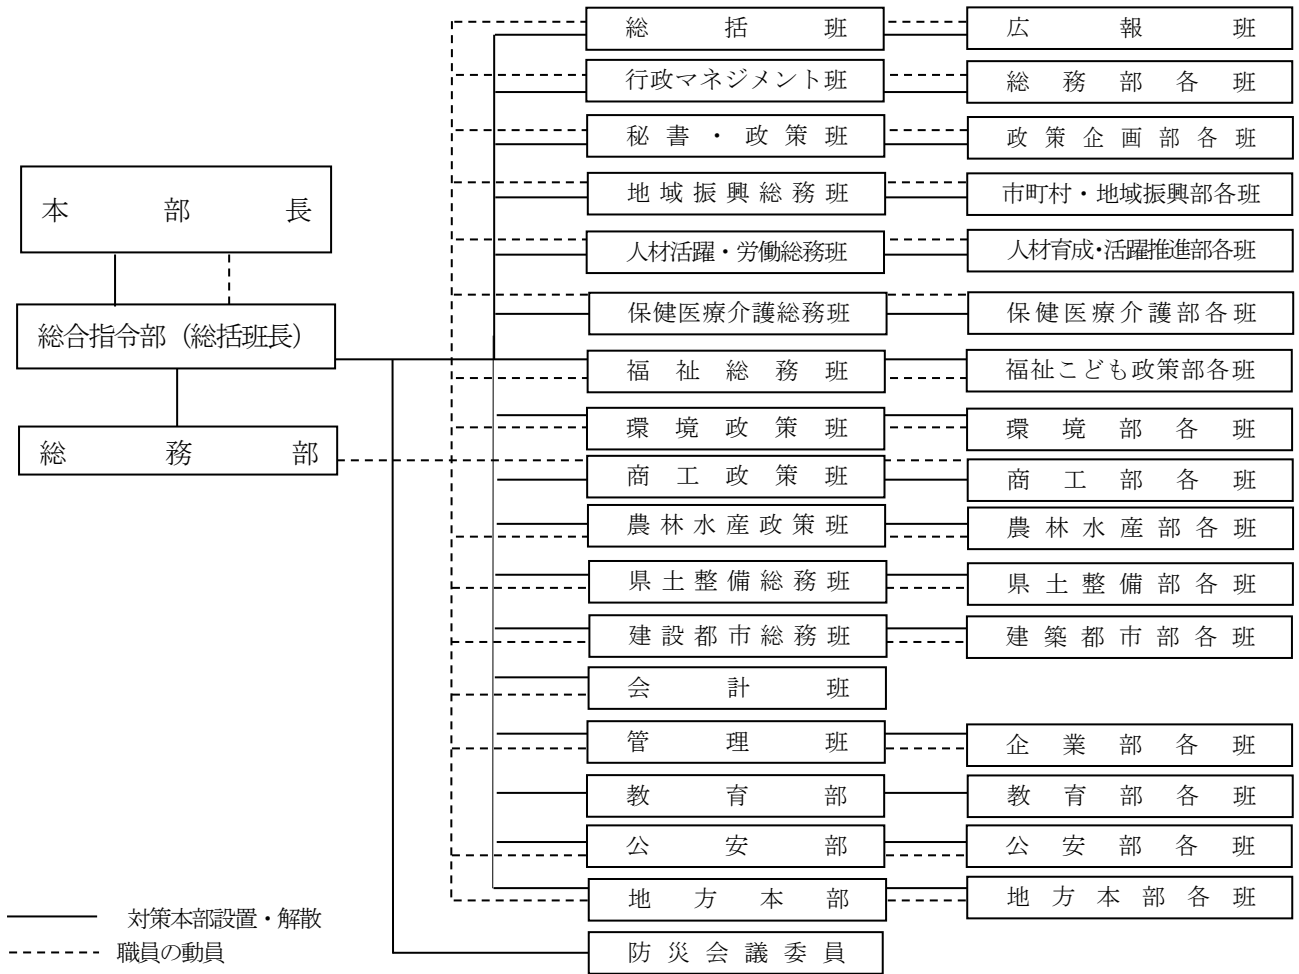 総括班 広報班
行政マネジメント班 総務部各班
秘書・政策班 政策企画部各班
本部長
地域振興総務班 市町村・地域振興部各班
人材活躍・労働総務班 人材育成・活躍推進部各班
総合指令部（総括班長）
保健医療介護総務班 保健医療介護部各班
福祉総務班 福祉こども政策部各班
総務部
環境政策班 環境部各班
商工政策班 商工部各班
農林水産政策班 農林水産部各班
県土整備総務班 県土整備部各班
建設都市総務班 建築都市部各班
会計班
管理班 企業部各班
教育部 教育部各班
公安部 公安部各班
地方本部 地方本部各班
対策本部設置・解散
職員の動員
防災会議委員